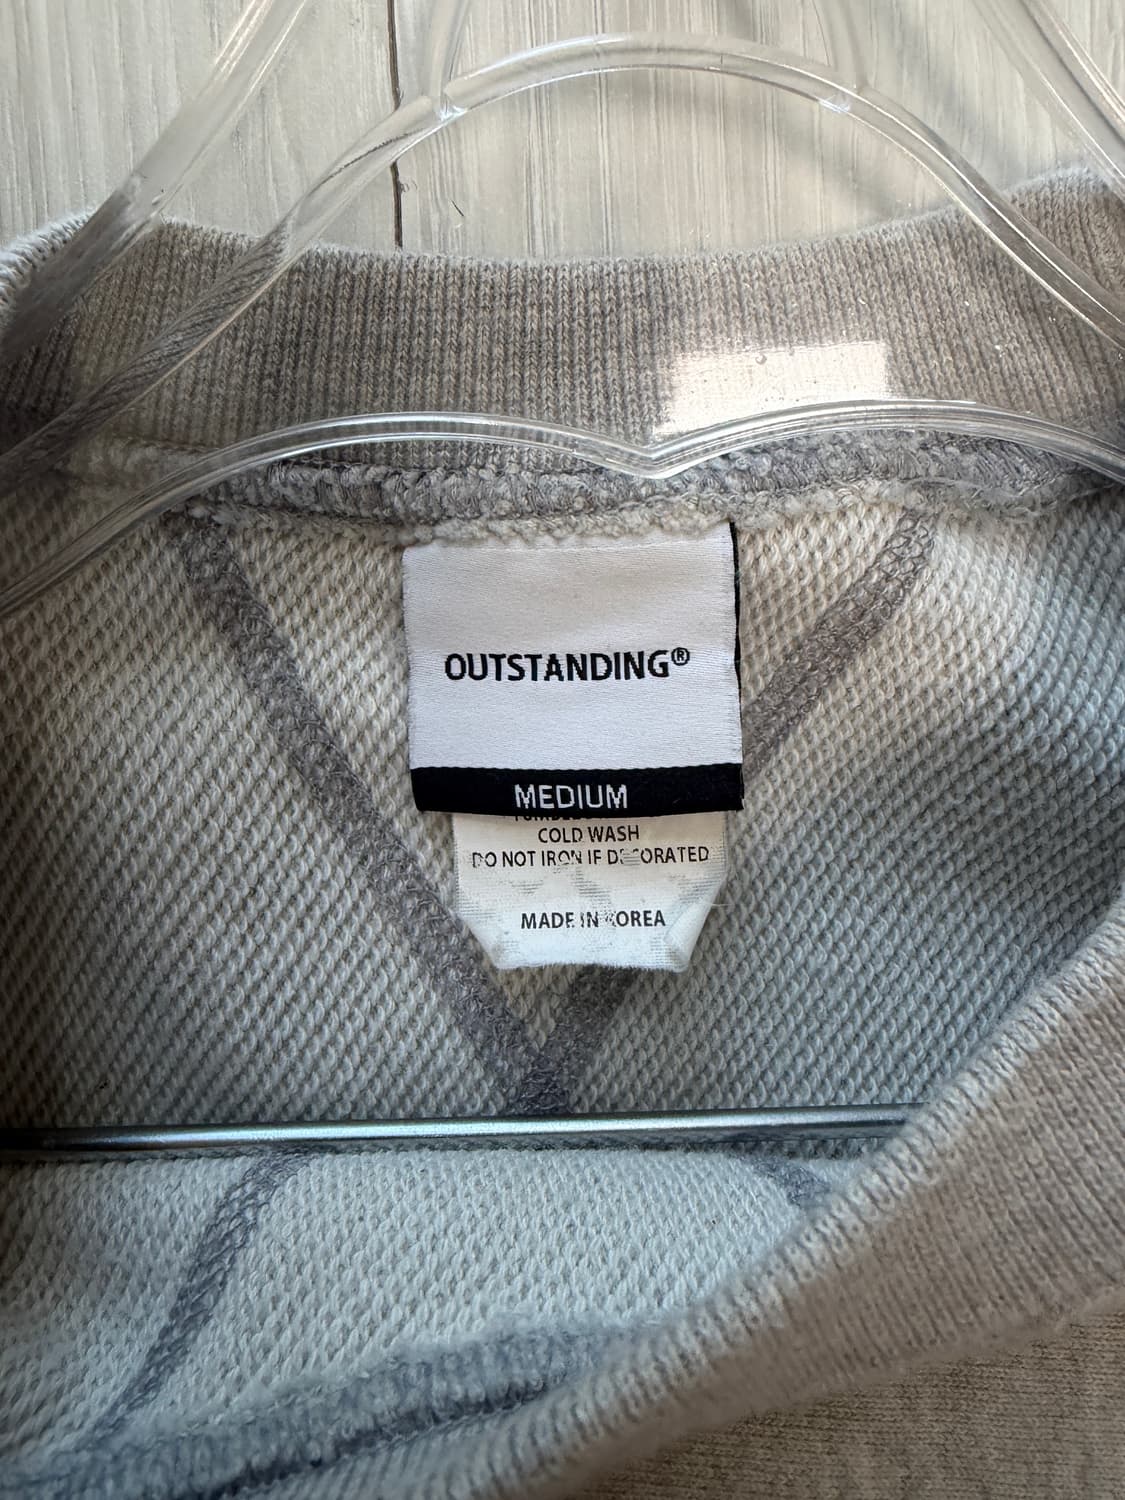 OUTSTANDING®
MEDIUM
COLD WASH
DO NOT IRON IF DECORATED
MADE IN KOREA